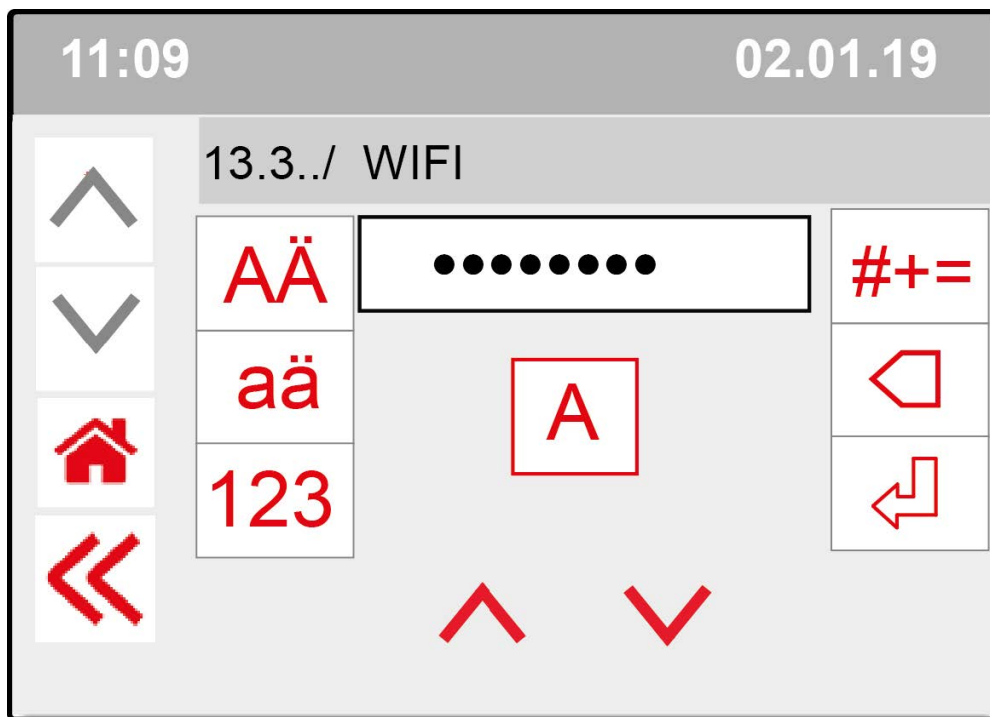 11:09 02.01.19
13.3../ WIFI
AÄ •••••••• #+=
aä A
123